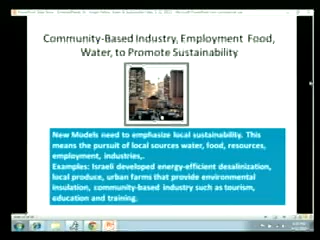 Community-Based Industry, Employment Food,
Water, to Promote Sustainability
New Models need to emphasize local sustainability. This
means the pursuit of local sources water, food, resources,
employment, industries,.
Examples: Israeli developed energy-efficient desalinization,
local produce, urban farms that provide environmental
insulation, community-based industry such as tourism,
education and training.